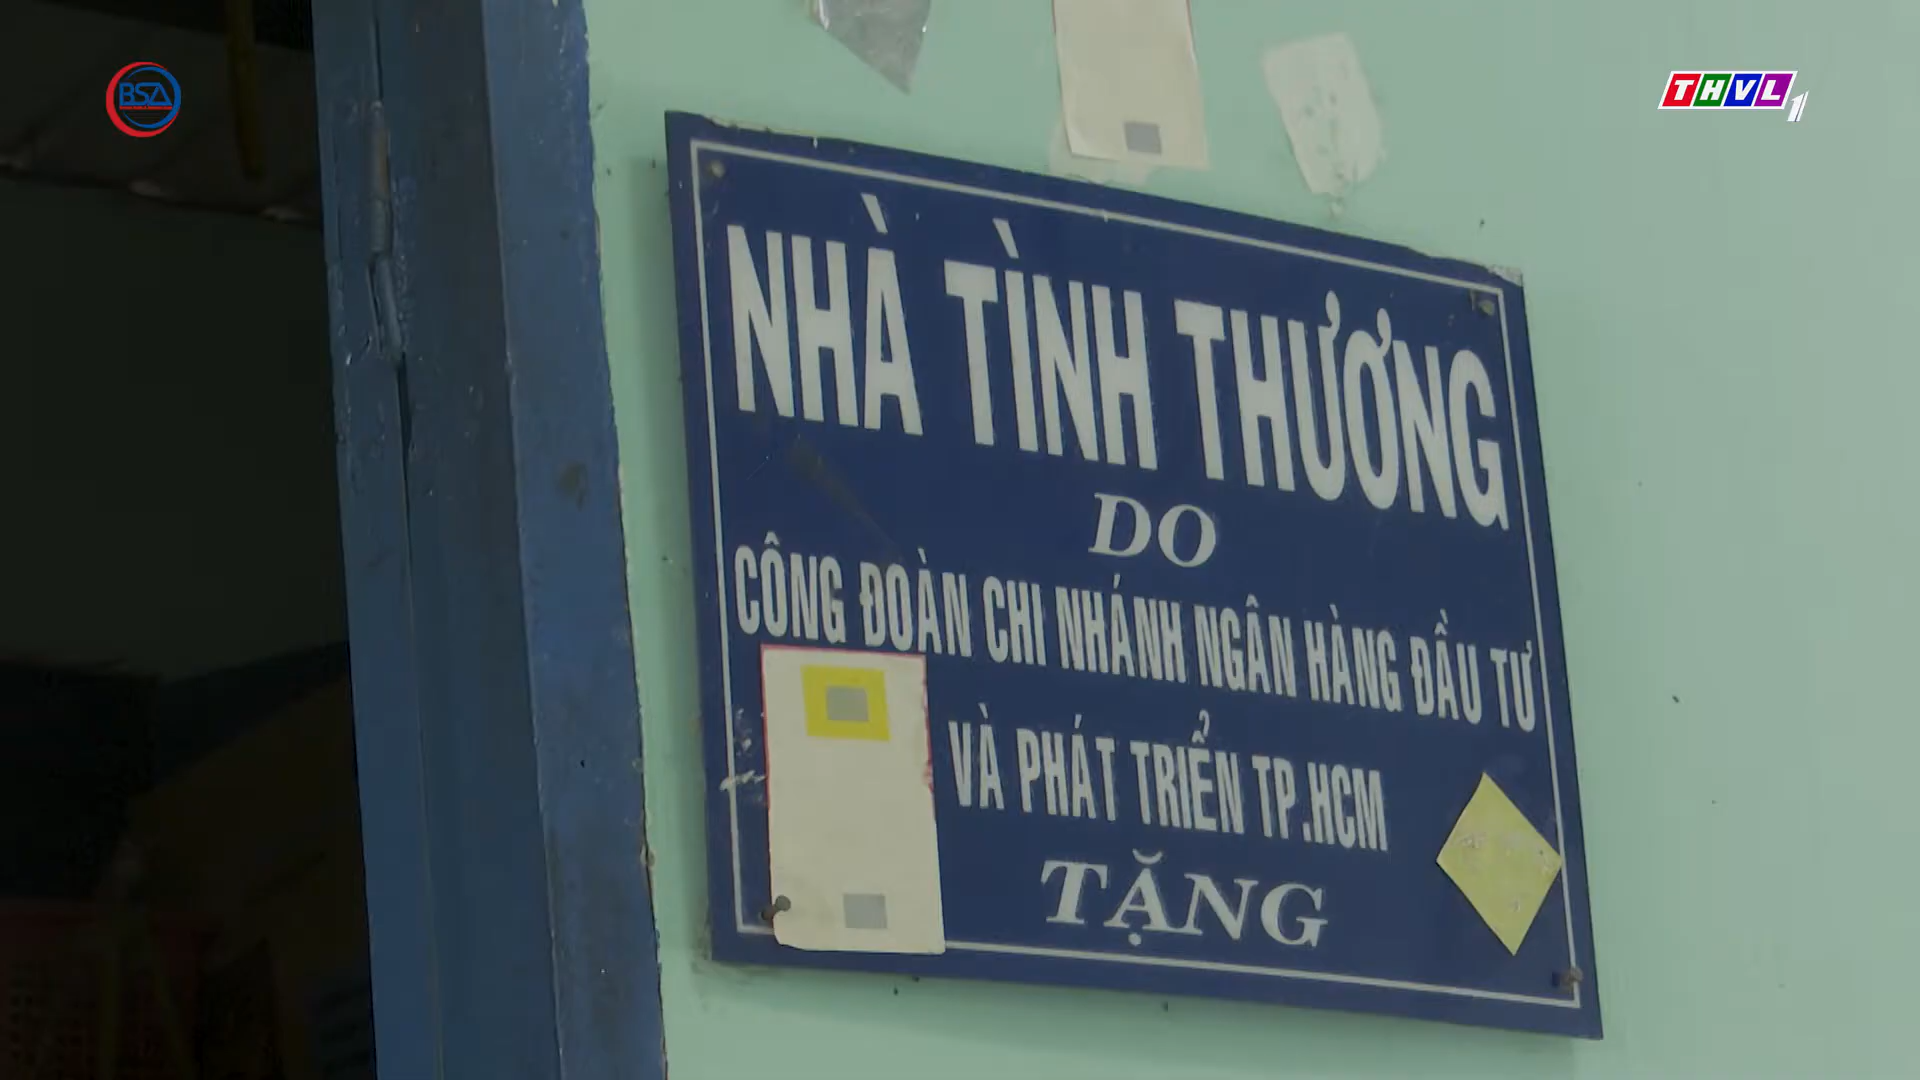 BSA
THVL1
NHÀ TÌNH THƯƠNG
DO
CÔNG ĐOÀN CHI NHÁNH NGÂN HÀNG ĐẦU TƯ
VÀ PHÁT TRIỂN TP.HCM
TẶNG